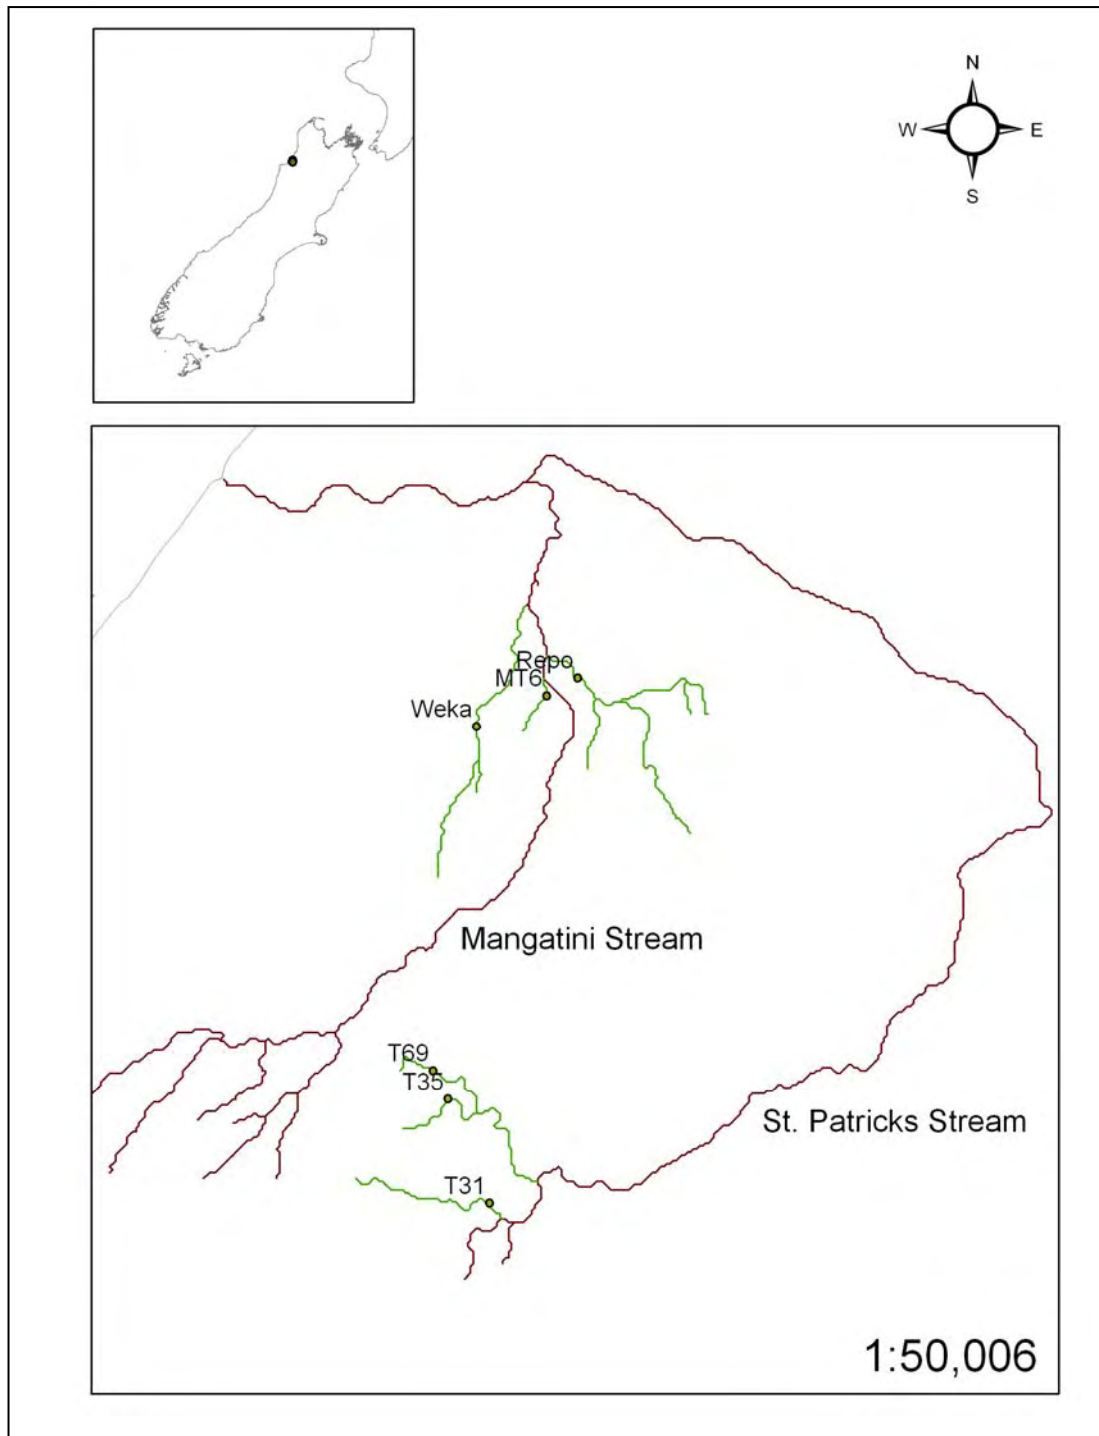 N
W
E
S
Repo
MT6
Weka
Mangatini Stream
T69
T35
St. Patricks Stream
T31
1:50,006